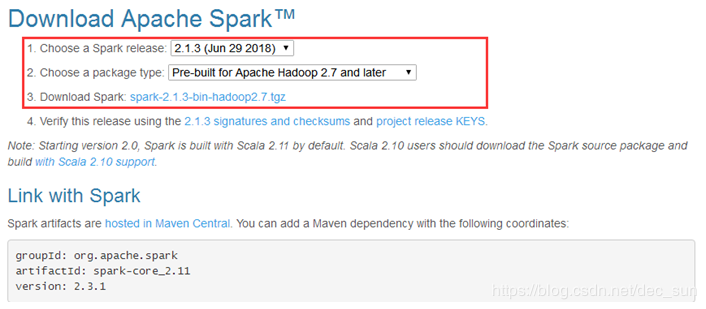 Download Apache Spark™
1. Choose a Spark release: 2.1.3 (Jun 29 2018)
2. Choose a package type: Pre-built for Apache Hadoop 2.7 and later
3. Download Spark: spark-2.1.3-bin-hadoop2.7.tgz
4. Verify this release using the 2.1.3 signatures and checksums and project release KEYS.
Note: Starting version 2.0, Spark is built with Scala 2.11 by default. Scala 2.10 users should download the Spark source package and
build with Scala 2.10 support.
Link with Spark
Spark artifacts are hosted in Maven Central. You can add a Maven dependency with the following coordinates:
groupId: org.apache.spark
artifactId: spark-core_2.11
version: 2.3.1
https://blog.csdn.net/dec_sun